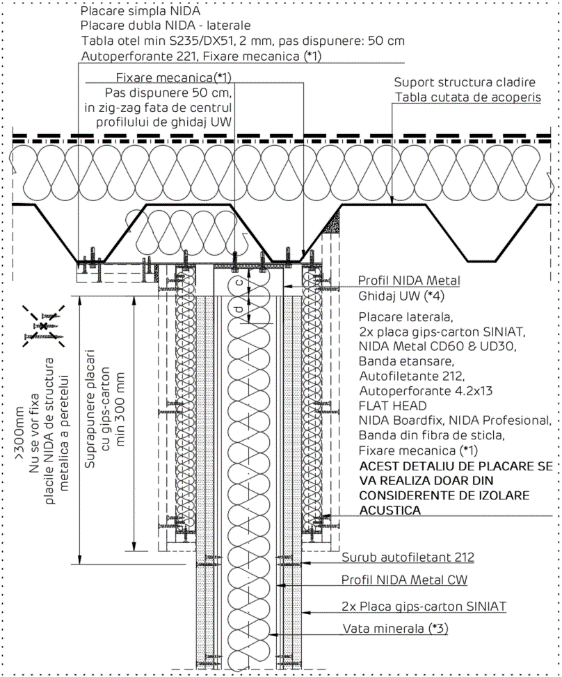 Placare simpla NIDA
Placare dubla NIDA - laterale
Tabla otel min S235/DX51, 2 mm, pas dispunere: 50 cm
Autoperforante 221, Fixare mecanica (*1)
Fixare mecanica(*1)
Pas dispunere 50 cm,
in zig-zag fata de centrul
profilului de ghidaj UW
Suport structura cladire
Tabla cutata de acoperis
c
d
>300mm
Nu se vor fixa
placile NIDA de structura
metalica a peretelui
Suprapunere placari
cu gips-carton
min 300 mm
Profil NIDA Metal
Ghidaj UW (*4)
Placare laterala,
2x placa gips-carton SINIAT,
NIDA Metal CD60 & UD30,
Banda etansare,
Autofiletante 212,
Autoperforante 4.2x13
FLAT HEAD
NIDA Boardfix, NIDA Profesional,
Banda din fibra de sticla,
Fixare mecanica (*1)
ACEST DETALIU DE PLACARE SE
VA REALIZA DOAR DIN
CONSIDERENTE DE IZOLARE
ACUSTICA
Surub autofiletant 212
Profil NIDA Metal CW
2x Placa gips-carton SINIAT
Vata minerala (*3)